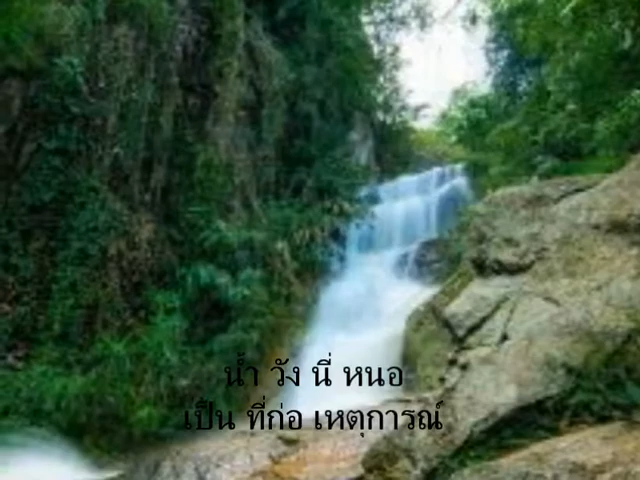 น้ำ วัง นี่ หนอ
เป็น ที่ก่อ เหตุการณ์